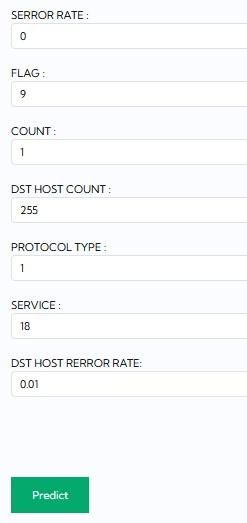 SERROR RATE :
0
FLAG :
9
COUNT :
1
DST HOST COUNT :
255
PROTOCOL TYPE :
1
SERVICE :
18
DST HOST RERROR RATE:
0.01
Predict